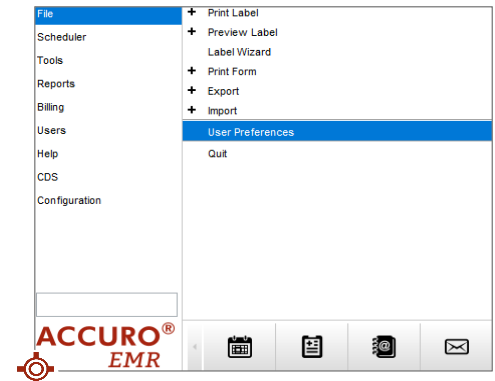 File
Scheduler
Tools
Reports
Billing
Users
Help
CDS
Configuration
+ Print Label
+ Preview Label
Label Wizard
+ Print Form
+ Export
+ Import
User Preferences
Quit
ACCURO®
EMR
@